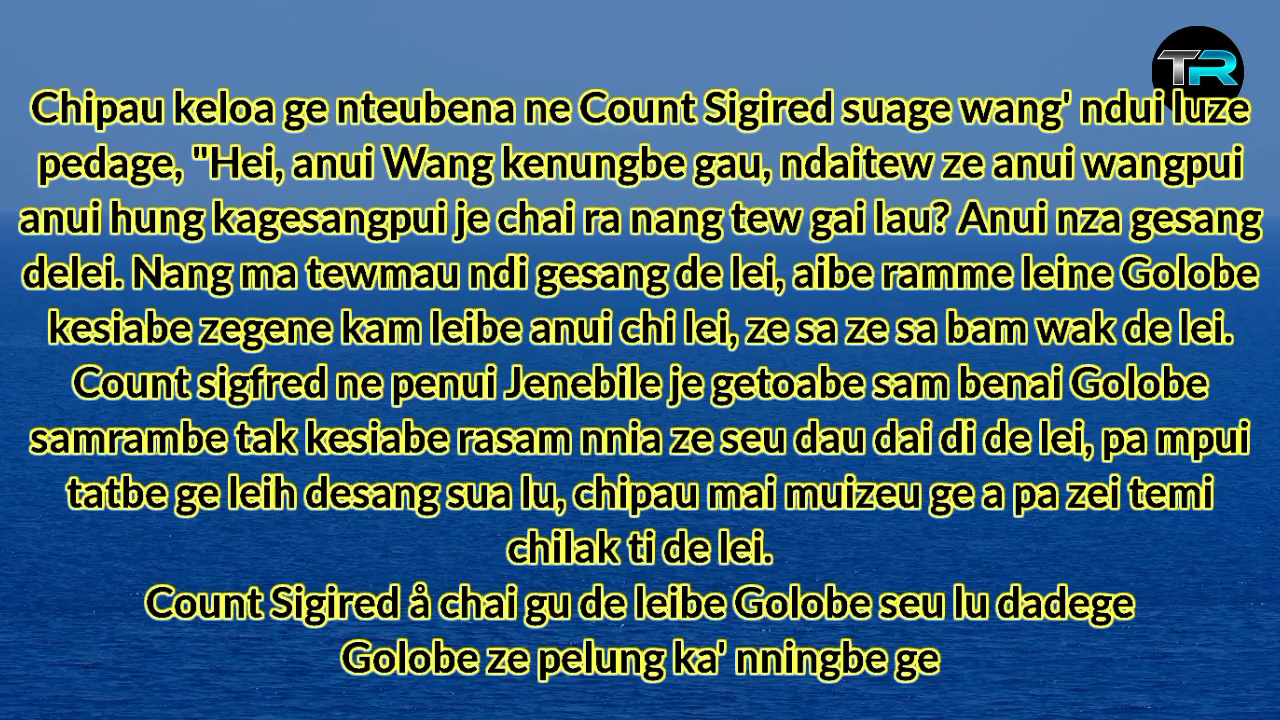 TR
Chipau keloa ge nteubena ne Count Sigired suage wang' ndui luze
pedage, "Hei, anui Wang kenungbe gau, ndaitew ze anui wangpui
anui hung kagesangpui je chai ra nang tew gai lau? Anui nza gesang
delei. Nang ma tewmau ndi gesang de lei, aibe ramme leine Golobe
kesiabe zegene kam leibe anui chi lei, ze sa ze sa bam wak de lei.
Count sigfred ne penui Jenebile je getoabe sam benai Golobe
samrambe tak kesiabe rasam nnia ze seu dau dai di de lei, pa mpui
tatbe ge leih desang sua lu, chipau mai muizeu ge a pa zei temi
chilak ti de lei.
Count Sigired å chai gu de leibe Golobe seu lu dadege
Golobe ze pelung ka' nningbe ge